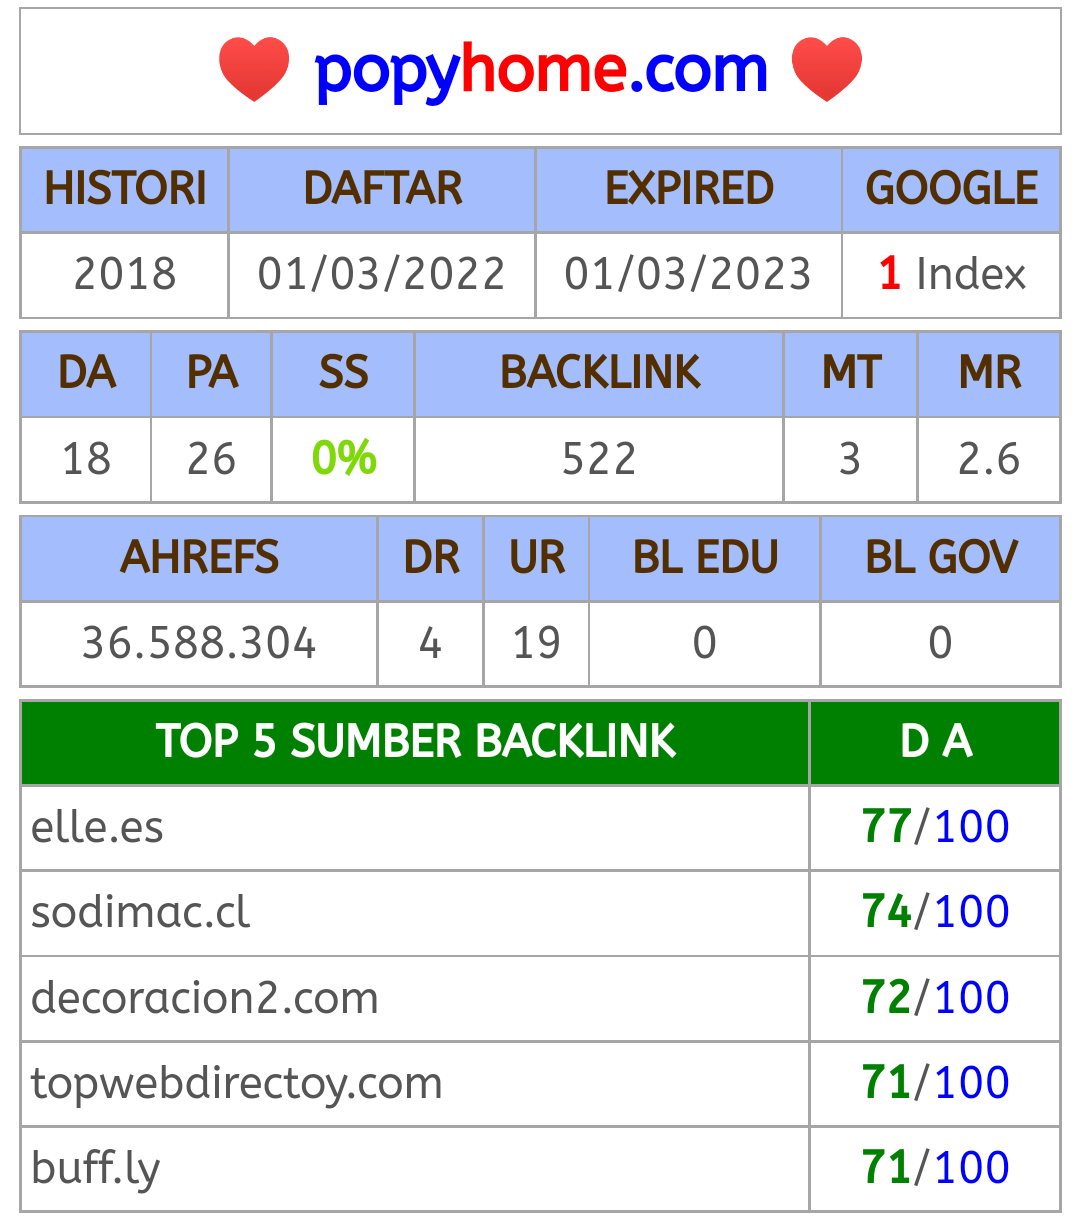 popyhome.com
HISTORI DAFTAR EXPIRED GOOGLE
2018 01/03/2022 01/03/2023 1 Index
DA PA SS BACKLINK MT MR
18 26 0% 522 3 2.6
AHREFS DR UR BL EDU BL GOV
36.588.304 4 19 0 0
TOP 5 SUMBER BACKLINK D A
elle.es 77/100
sodimac.cl 74/100
decoracion2.com 72/100
topwebdirectoy.com 71/100
buff.ly 71/100